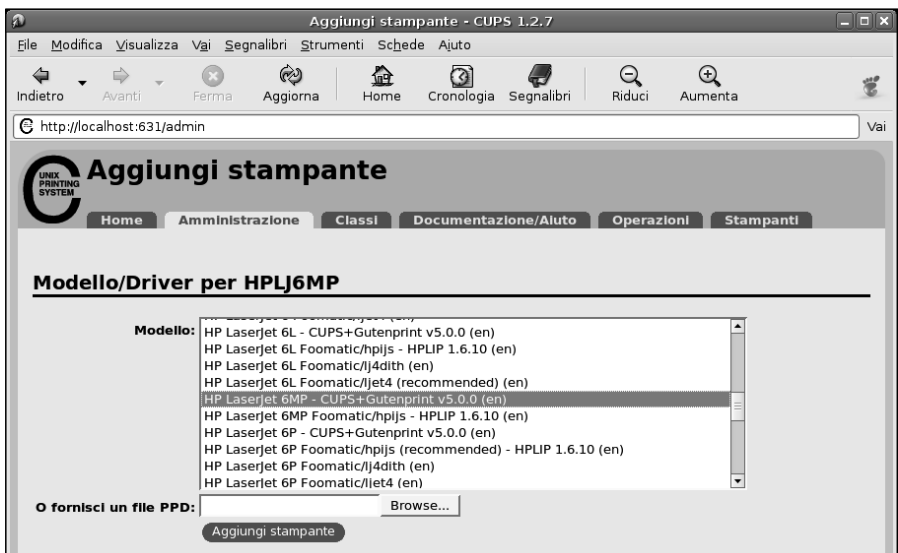 Aggiungi stampante - CUPS 1.2.7
File Modifica Visualizza Vai Segnalibri Strumenti Schede Aiuto
Indietro Avanti Ferma Aggiorna Home Cronologia Segnalibri Riduci Aumenta
http://localhost:631/admin Vai
UNIX PRINTING SYSTEM
Aggiungi stampante
Home Amministrazione Classi Documentazione/Aiuto Operazioni Stampanti
Modello/Driver per HPLJ6MP
Modello:
HP LaserJet 6L - CUPS+Gutenprint v5.0.0 (en)
HP LaserJet 6L Foomatic/hpijs - HPLIP 1.6.10 (en)
HP LaserJet 6L Foomatic/lj4dith (en)
HP LaserJet 6L Foomatic/ljet4 (recommended) (en)
HP LaserJet 6MP - CUPS+Gutenprint v5.0.0 (en)
HP LaserJet 6MP Foomatic/hpijs - HPLIP 1.6.10 (en)
HP LaserJet 6P - CUPS+Gutenprint v5.0.0 (en)
HP LaserJet 6P Foomatic/hpijs (recommended) - HPLIP 1.6.10 (en)
HP LaserJet 6P Foomatic/lj4dith (en)
HP LaserJet 6P Foomatic/ljet4 (en)
O fornisci un file PPD: Browse...
Aggiungi stampante